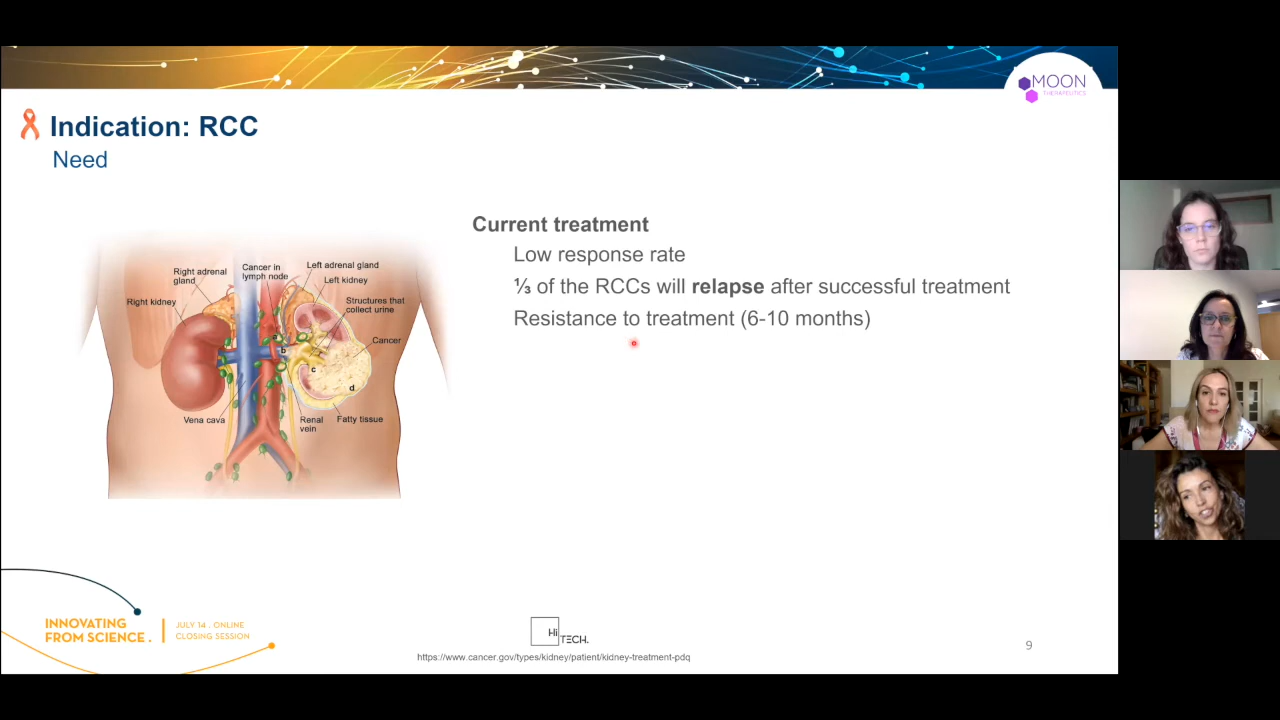 MOON
THERAPEUTICS
Indication: RCC
Need
Current treatment
Low response rate
⅓ of the RCCs will relapse after successful treatment
Resistance to treatment (6-10 months)
Right adrenal
gland
Cancer in
lymph node
Left adrenal gland
Left kidney
Right kidney
Structures that
collect urine
Cancer
a
b
c
d
Vena cava
Renal
vein
Fatty tissue
INNOVATING
FROM SCIENCE .
JULY 14 . ONLINE
CLOSING SESSION
Hi
TECH.
https://www.cancer.gov/types/kidney/patient/kidney-treatment-pdq
9